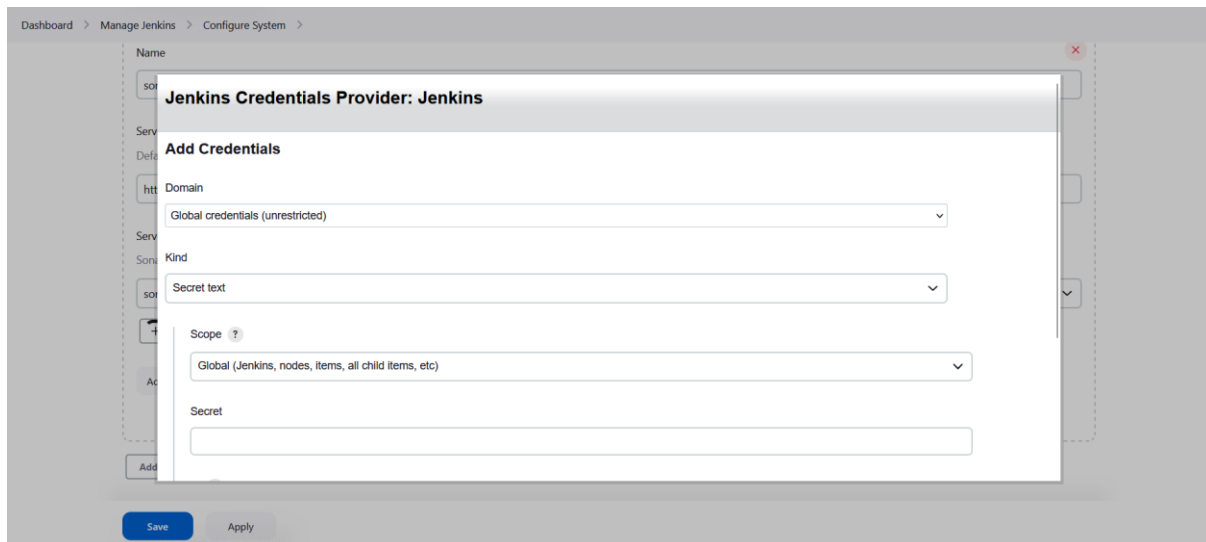 Dashboard > Manage Jenkins > Configure System >
Name
Jenkins Credentials Provider: Jenkins
Add Credentials
Domain
Global credentials (unrestricted)
Kind
Secret text
Scope ?
Global (Jenkins, nodes, items, all child items, etc)
Secret
Save Apply